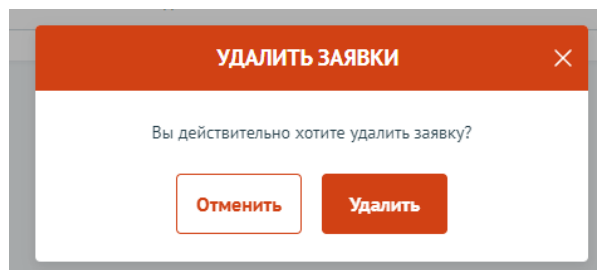 УДАЛИТЬ ЗАЯВКИ
Вы действительно хотите удалить заявку?
Отменить
Удалить